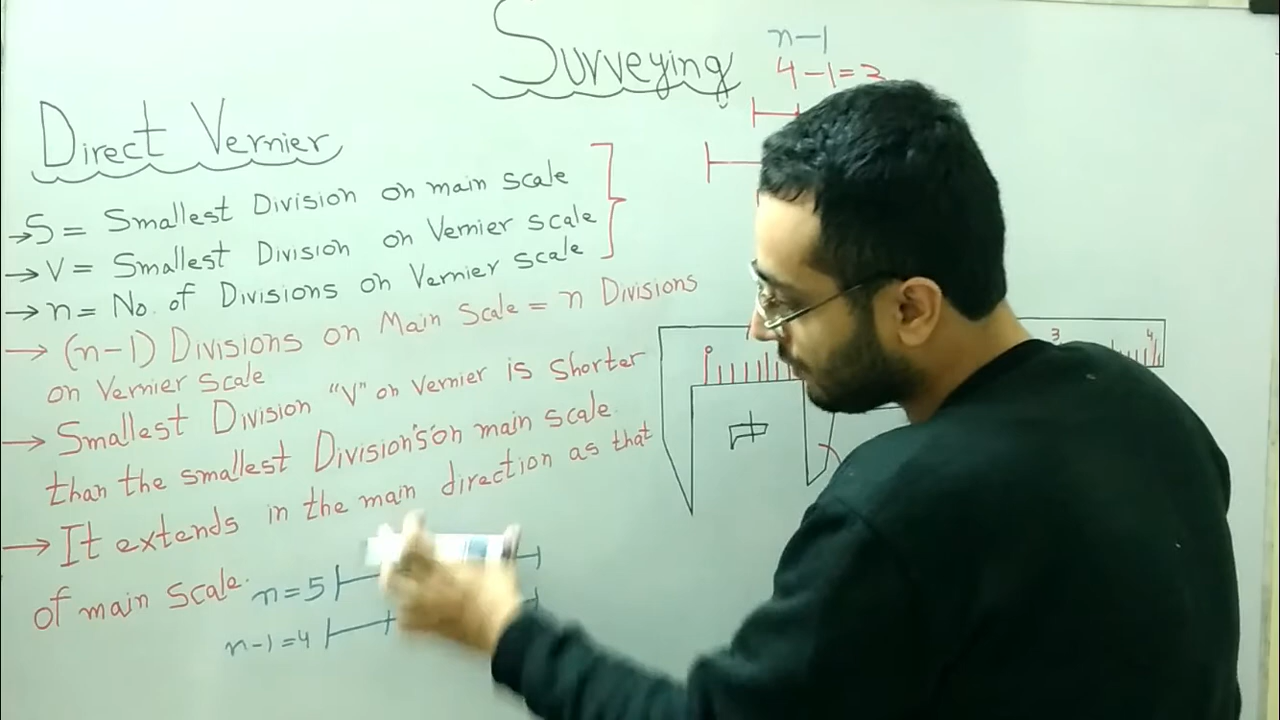 Surveying
n-1
4-1=3
Direct Vernier
→S= Smallest Division on main scale
→V= Smallest Division on Vernier scale
→n= No. of Divisions on Vernier scale
→(n-1) Divisions on Main Scale = n Divisions
on Vernier Scale
→Smallest Division "V" on Vernier is Shorter
than the smallest Division "S" on main scale.
→It extends in the main direction as that
of main Scale.
n=5
n-1=4
0
3
4